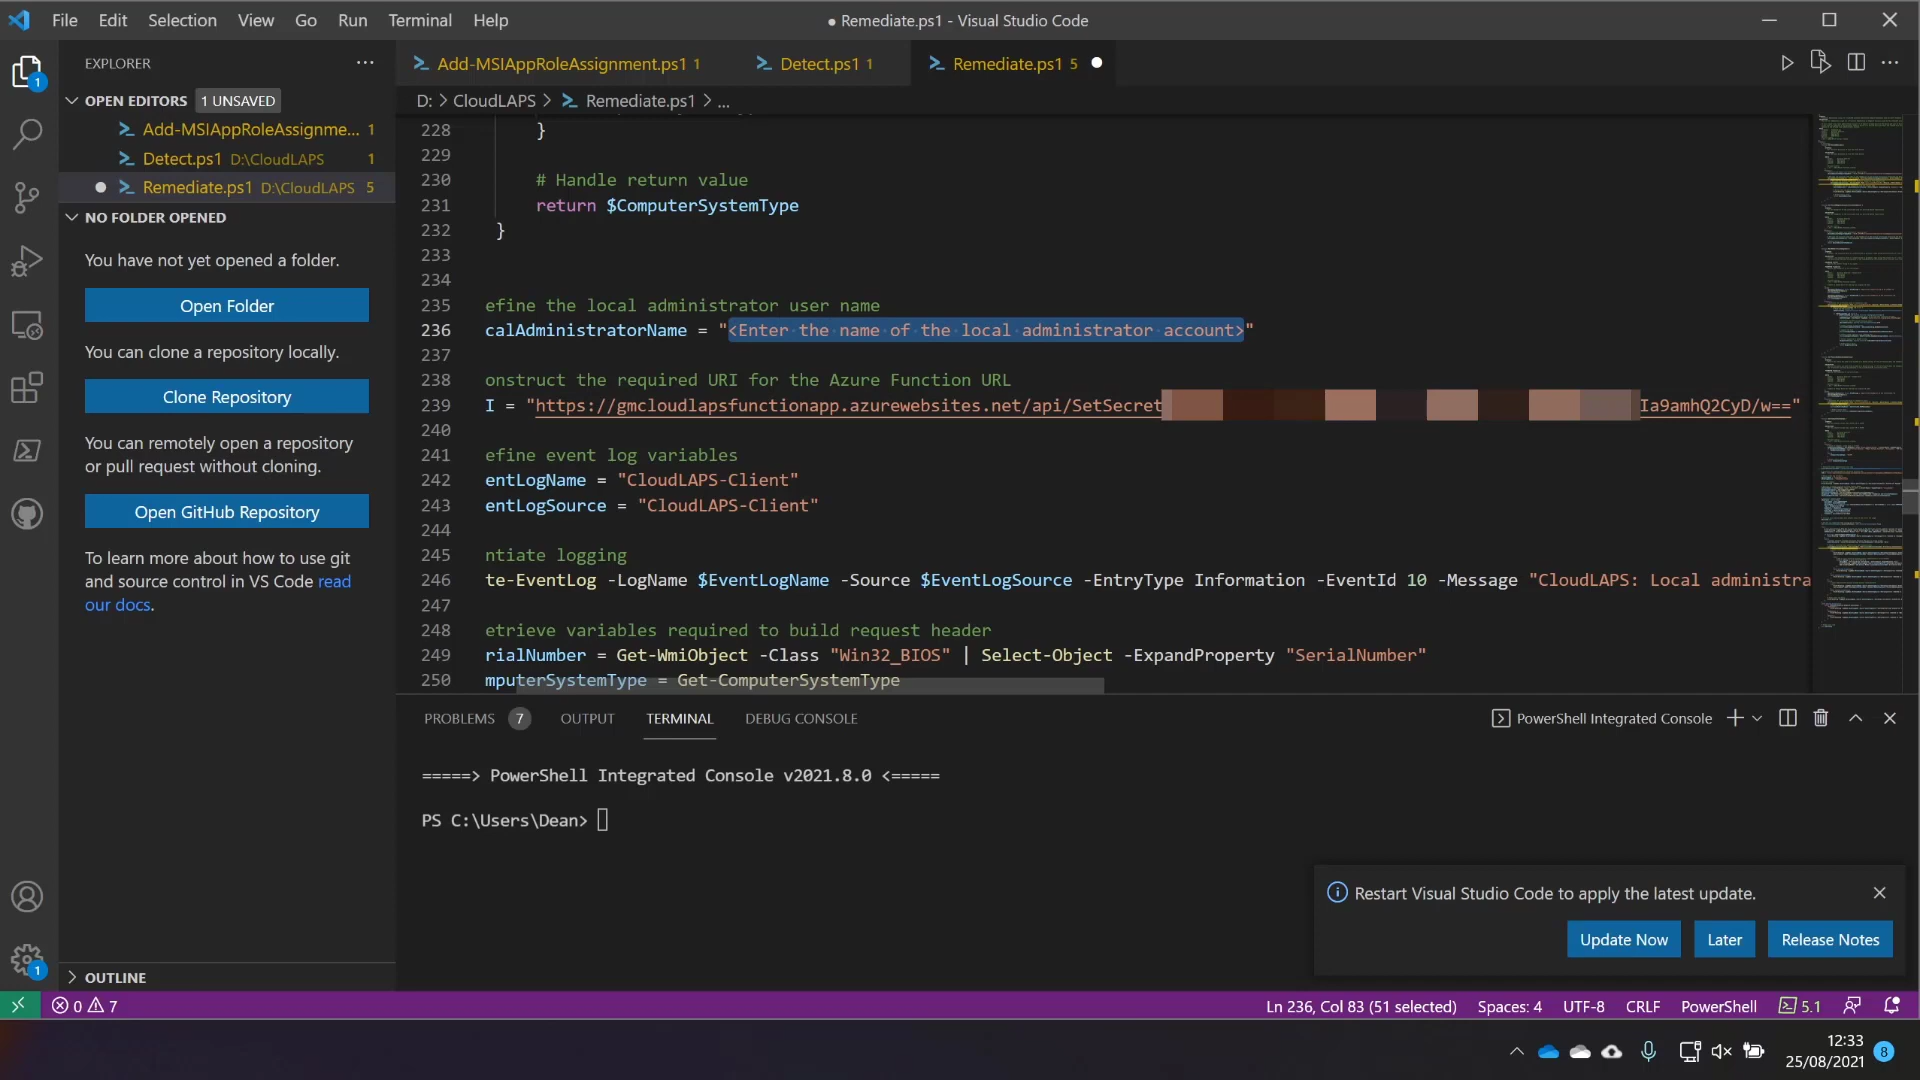 File Edit Selection View Go Run Terminal Help
● Remediate.ps1 - Visual Studio Code
EXPLORER
OPEN EDITORS 1 UNSAVED
Add-MSIAppRoleAssignme... 1
Detect.ps1 D:\CloudLAPS 1
Remediate.ps1 D:\CloudLAPS 5
NO FOLDER OPENED
You have not yet opened a folder.
Open Folder
You can clone a repository locally.
Clone Repository
You can remotely open a repository
or pull request without cloning.
Open GitHub Repository
To learn more about how to use git
and source control in VS Code read
our docs.
OUTLINE
Add-MSIAppRoleAssignment.ps1 1
Detect.ps1 1
Remediate.ps1 5
D: > CloudLAPS > Remediate.ps1 > ...
228 }
229
230 # Handle return value
231 return $ComputerSystemType
232 }
233
234
235 efine the local administrator user name
236 calAdministratorName = "<Enter the name of the local administrator account>"
237
238 onstruct the required URI for the Azure Function URL
239 I = "https://gmcloudlapsfunctionapp.azurewebsites.net/api/SetSecret Ia9amhQ2CyD/w=="
240
241 efine event log variables
242 entLogName = "CloudLAPS-Client"
243 entLogSource = "CloudLAPS-Client"
244
245 ntiate logging
246 te-EventLog -LogName $EventLogName -Source $EventLogSource -EntryType Information -EventId 10 -Message "CloudLAPS: Local administra
247
248 etrieve variables required to build request header
249 rialNumber = Get-WmiObject -Class "Win32_BIOS" | Select-Object -ExpandProperty "SerialNumber"
250 mputerSystemType = Get-ComputerSystemType
PROBLEMS 7 OUTPUT TERMINAL DEBUG CONSOLE
PowerShell Integrated Console
=====> PowerShell Integrated Console v2021.8.0 <=====
PS C:\Users\Dean>
Restart Visual Studio Code to apply the latest update.
Update Now Later Release Notes
1
1
0 7
Ln 236, Col 83 (51 selected) Spaces: 4 UTF-8 CRLF PowerShell 5.1
12:33
25/08/2021
8